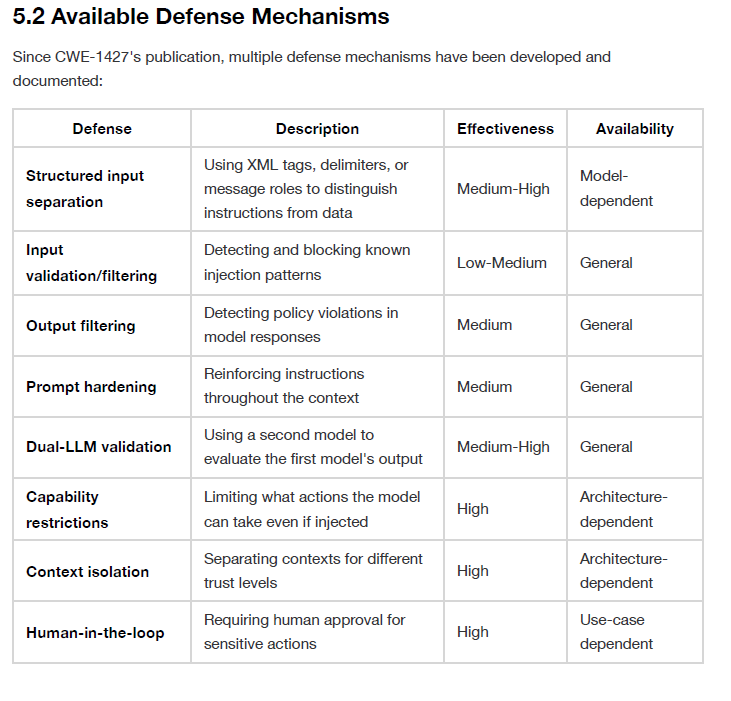 5.2 Available Defense Mechanisms
Since CWE-1427's publication, multiple defense mechanisms have been developed and
documented:
Defense
Description
Effectiveness
Availability
Structured input
separation
Using XML tags, delimiters, or
message roles to distinguish
instructions from data
Medium-High
Model-
dependent
Input
validation/filtering
Detecting and blocking known
injection patterns
Low-Medium
General
Output filtering
Detecting policy violations in
model responses
Medium
General
Prompt hardening
Reinforcing instructions
throughout the context
Medium
General
Dual-LLM validation
Using a second model to
evaluate the first model's output
Medium-High
General
Capability
restrictions
Limiting what actions the model
can take even if injected
High
Architecture-
dependent
Context isolation
Separating contexts for different
trust levels
High
Architecture-
dependent
Human-in-the-loop
Requiring human approval for
sensitive actions
High
Use-case
dependent